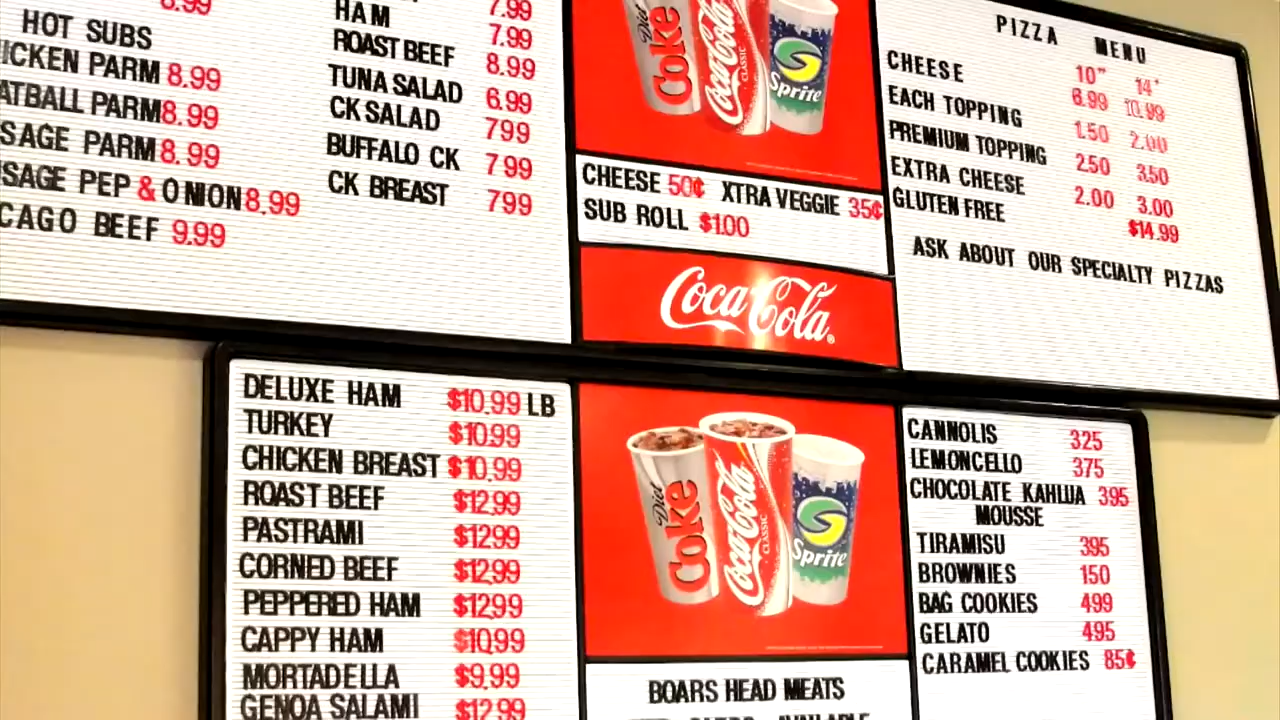 8.99
HOT SUBS
ICKEN PARM 8.99
ATBALL PARM 8.99
SAGE PARM 8.99
SAGE PEP & ONION 8.99
CAGO BEEF 9.99
7.99
HAM 7.99
ROAST BEEF 8.99
TUNA SALAD 6.99
CK SALAD 799
BUFFALO CK 799
CK BREAST 799
Diet Coke
Coca-Cola CLASSIC
Sprite
CHEESE 50¢ XTRA VEGGIE 35¢
SUB ROLL $1.00
Coca-Cola
PIZZA MENU
10" 14"
CHEESE 6.99 10.99
EACH TOPPING 1.50 2.00
PREMIUM TOPPING 2.50 3.50
EXTRA CHEESE 2.00 3.00
GLUTEN FREE $14.99
ASK ABOUT OUR SPECIALTY PIZZAS
DELUXE HAM $10.99 LB
TURKEY $10.99
CHICKEN BREAST $10.99
ROAST BEEF $12.99
PASTRAMI $12.99
CORNED BEEF $12.99
PEPPERED HAM $12.99
CAPPY HAM $10.99
MORTADELLA $9.99
GENOA SALAMI $12.99
Diet Coke
Coca-Cola CLASSIC
Sprite
BOARS HEAD MEATS
AVAILABLE
CANNOLIS 325
LEMONCELLO 375
CHOCOLATE KAHLUA 395
MOUSSE
TIRAMISU 395
BROWNIES 150
BAG COOKIES 499
GELATO 495
CARAMEL COOKIES 85¢